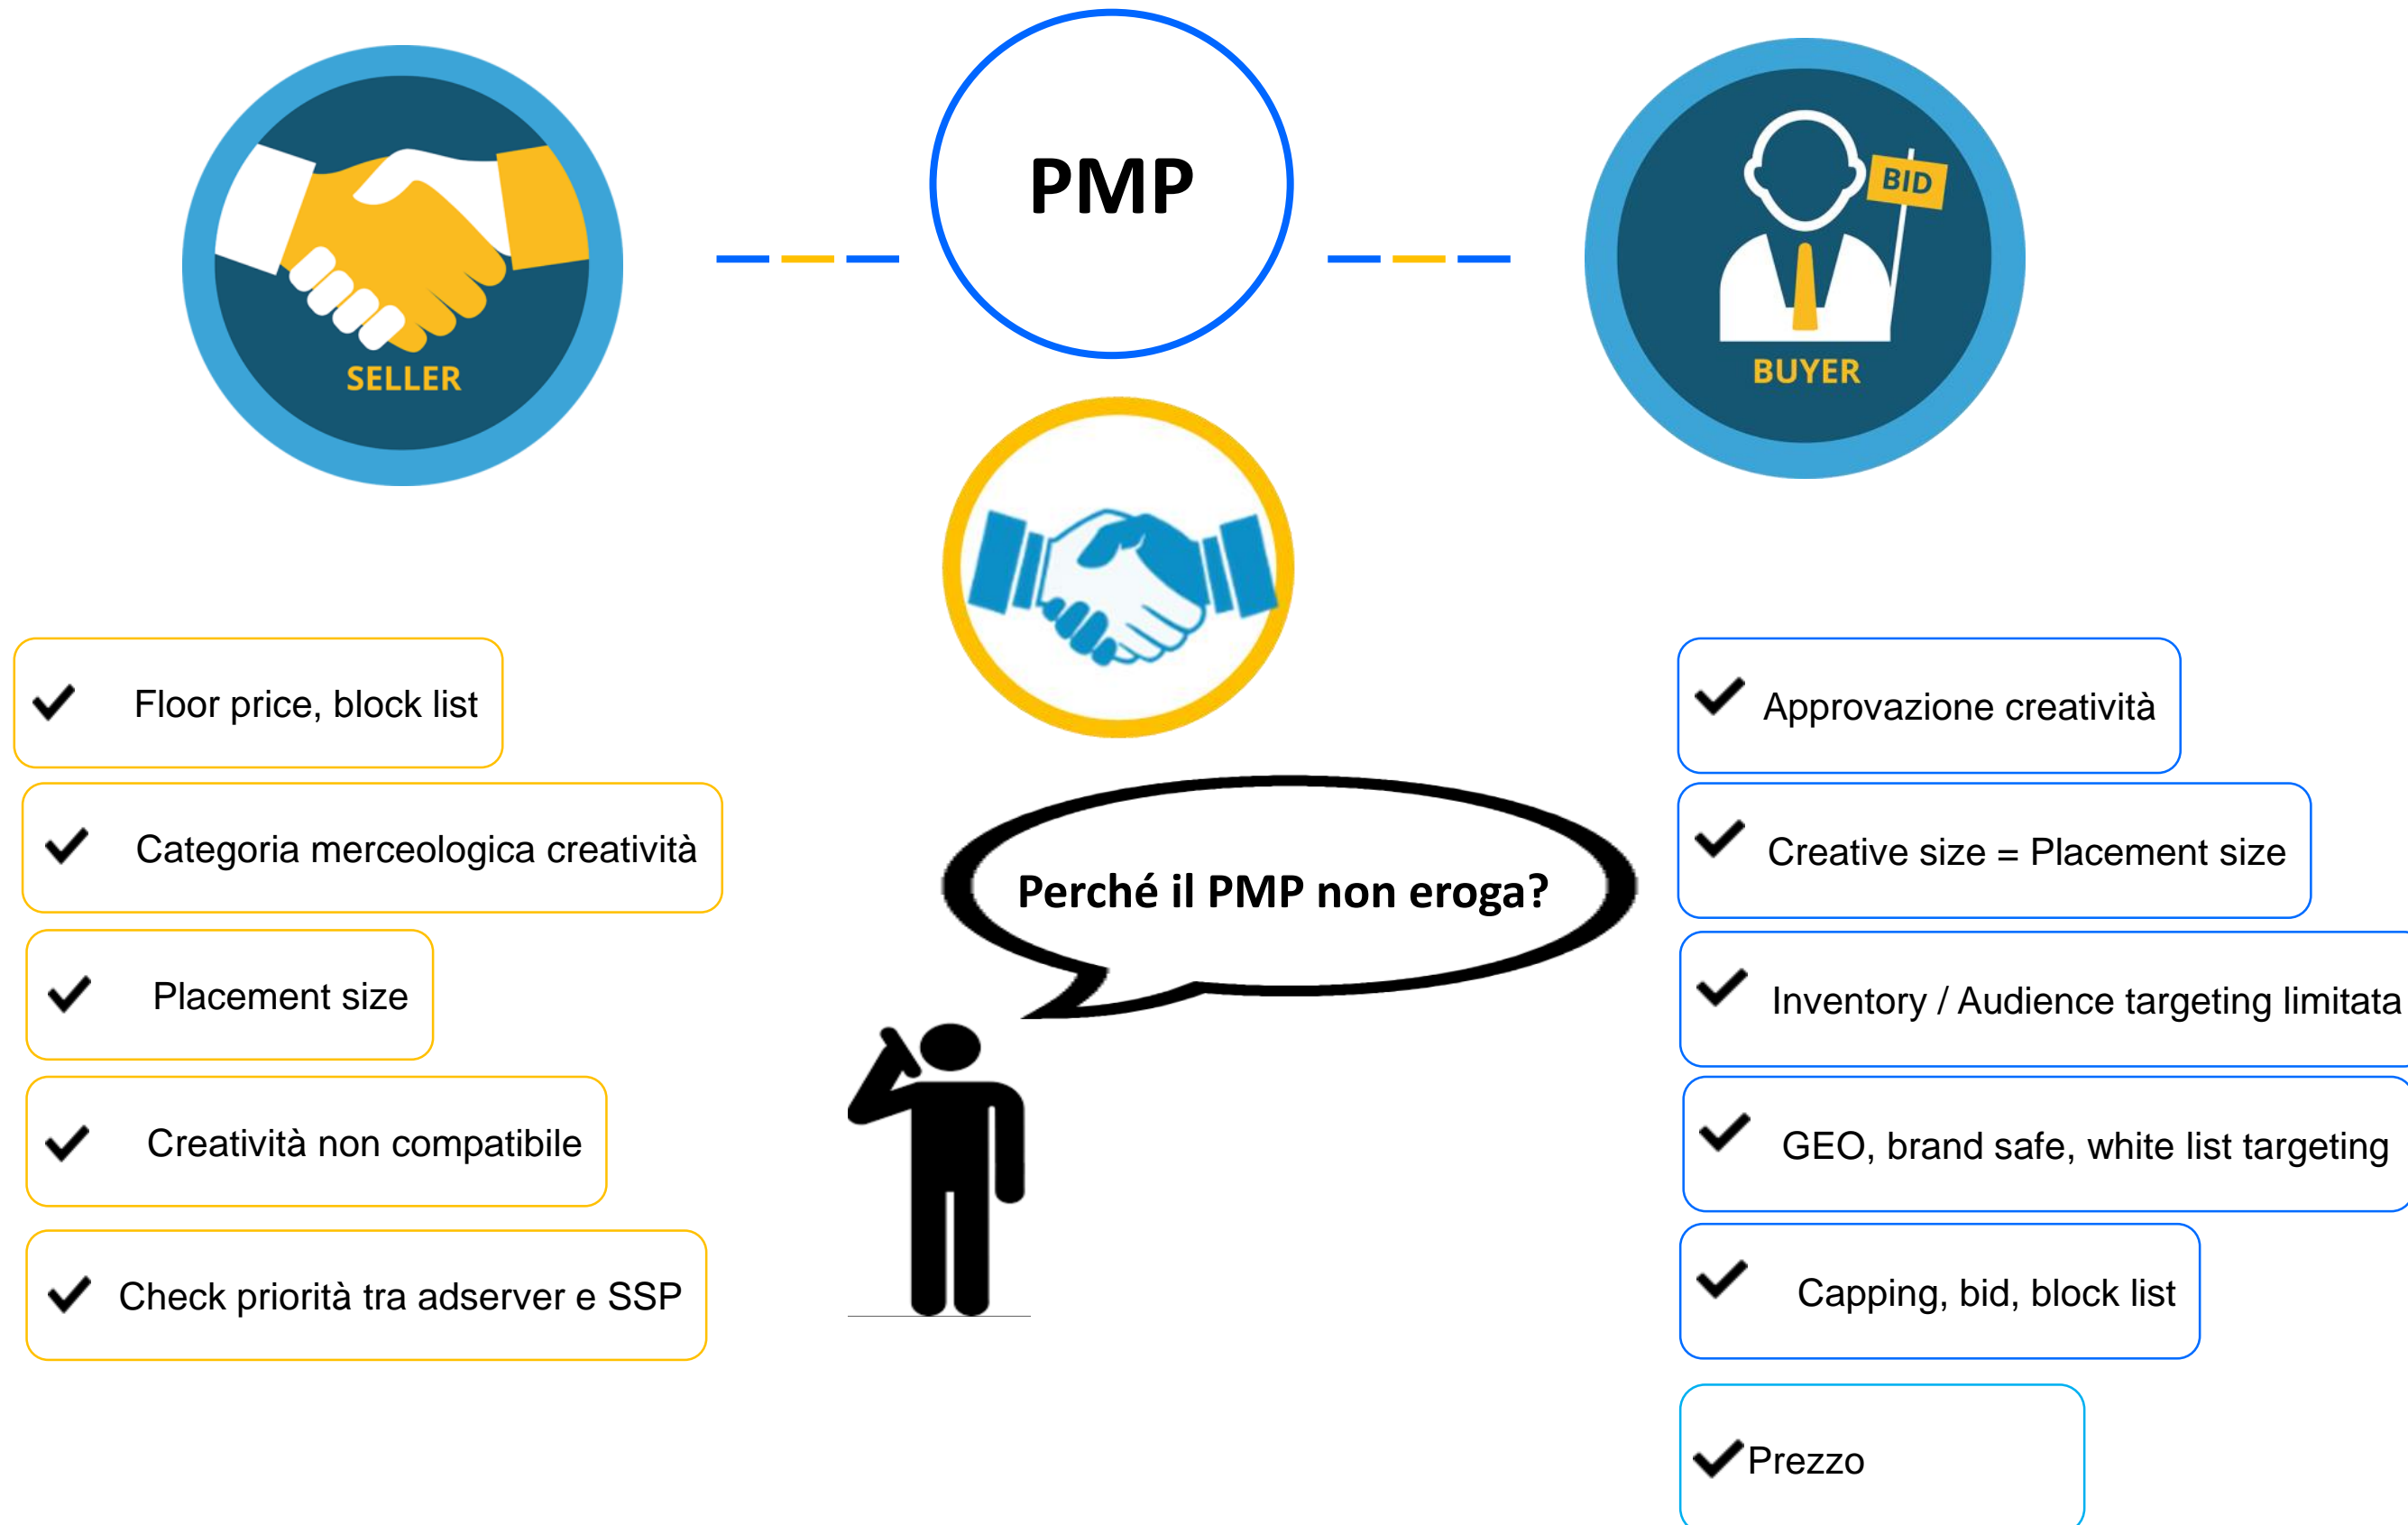 PMP
SELLER
BID
BUYER
Floor price, block list
Categoria merceologica creatività
Placement size
Creatività non compatibile
Check priorità tra adserver e SSP
Perché il PMP non eroga?
Approvazione creatività
Creative size = Placement size
Inventory / Audience targeting limitata
GEO, brand safe, white list targeting
Capping, bid, block list
Prezzo